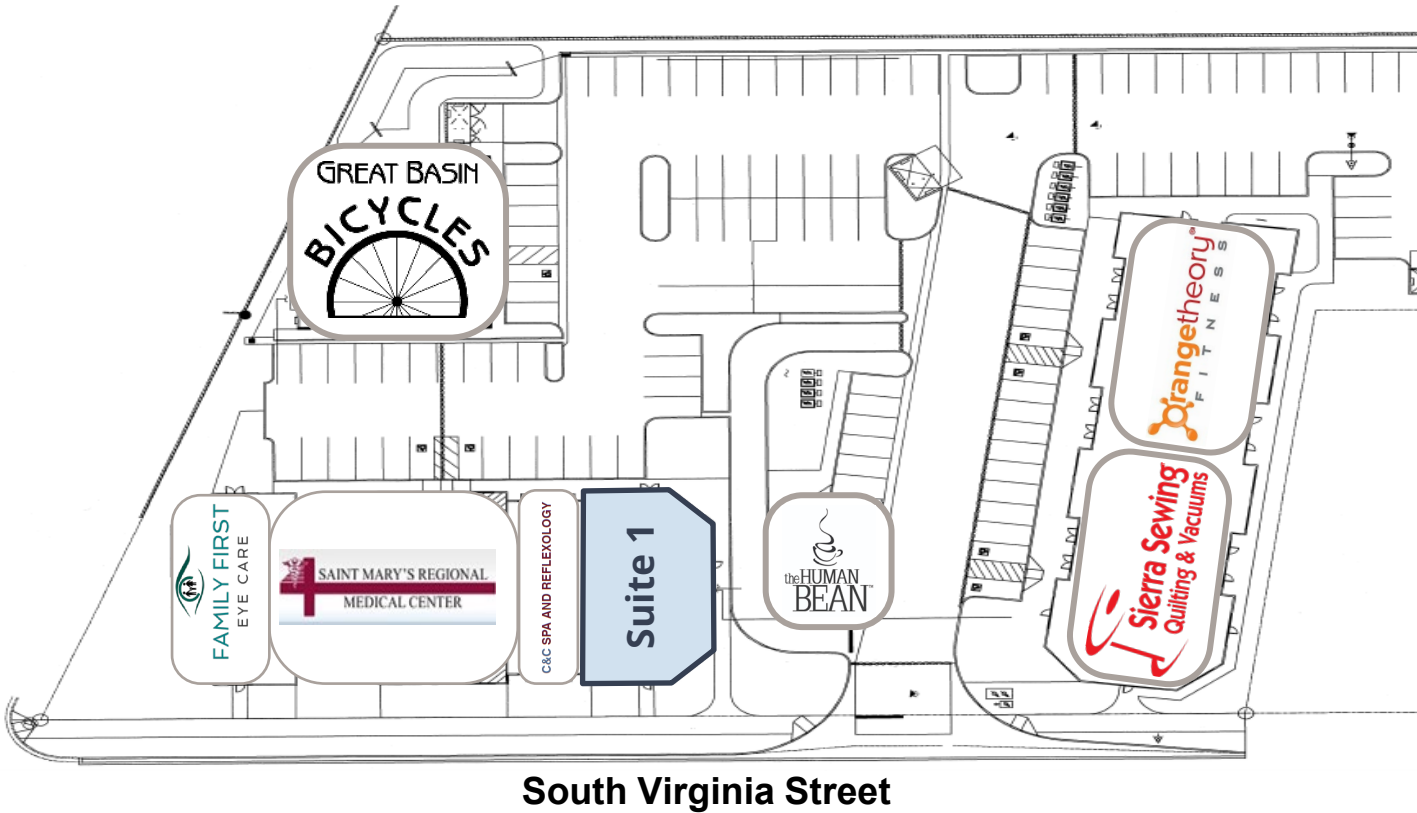 GREAT BASIN
BICYCLES
orangetheory®
FITNESS
FAMILY FIRST
EYE CARE
SAINT MARY'S REGIONAL
MEDICAL CENTER
C&C SPA AND REFLEXOLOGY
Suite 1
the HUMAN
BEAN™
Sierra Sewing
Quilting & Vacuums
South Virginia Street